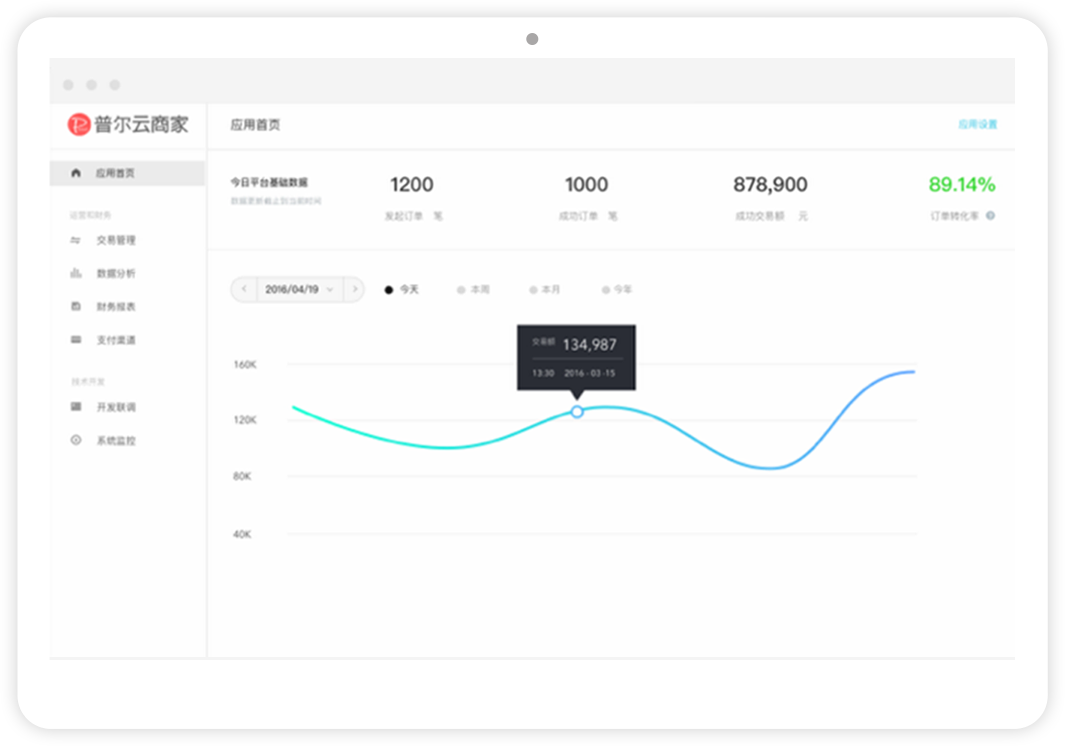 普尔云商家
应用首页
应用设置
应用首页
运营和财务
交易管理
数据分析
财务报表
支付渠道
技术开发
开发联调
系统监控
今日平台基础数据
数据更新截止到当前时间
1200
发起订单 笔
1000
成功订单 笔
878,900
成功交易额 元
89.14%
订单转化率 ?
2016/04/19
今天
本周
本月
今年
交易额 134,987
13:30 2016-03-15
160K
120K
80K
40K